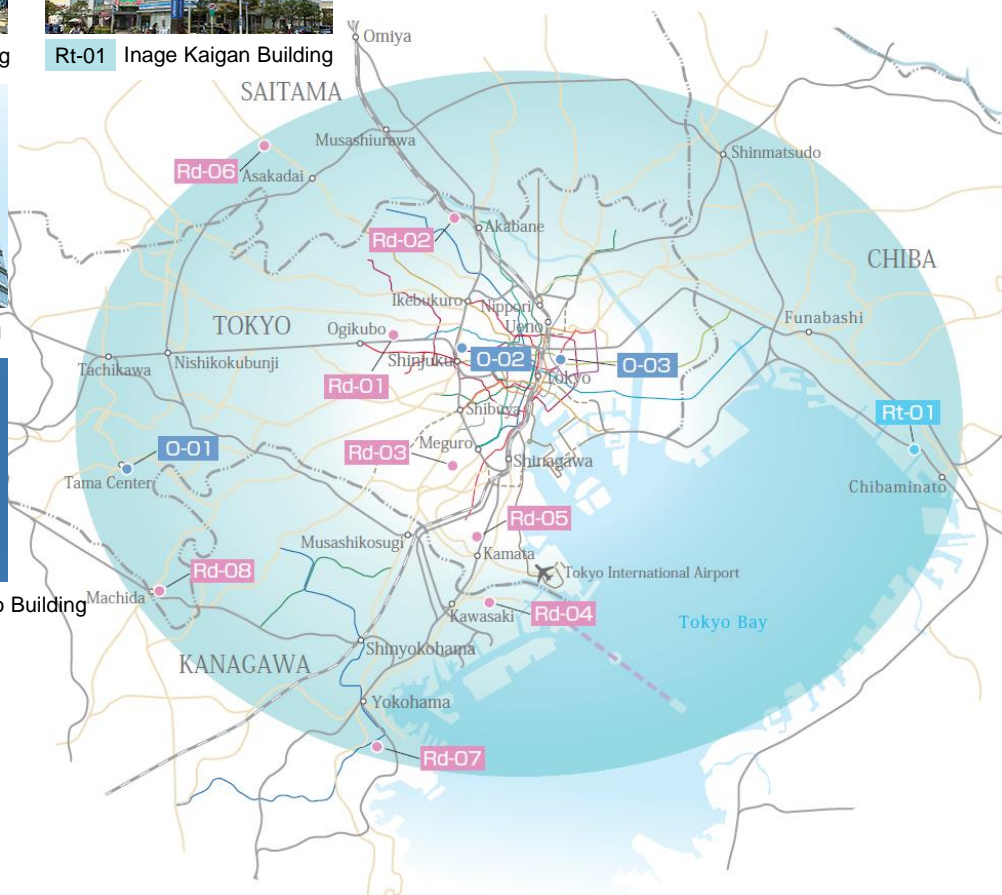 g
Rt-01 Inage Kaigan Building
Omiya
SAITAMA
Musashiurawa
Shinmatsudo
Rd-06
Asakadai
Rd-02
Akabane
CHIBA
Ikebukuro
Nippori
TOKYO
Ogikubo
Ueno
Funabashi
Tachikawa
Nishikokubunji
Shinjuku
O-02
O-03
Rd-01
Tokyo
Shibuya
Rt-01
O-01
Rd-03
Meguro
Shinagawa
Tama Center
Chibaminato
Rd-05
Musashikosugi
Kamata
Rd-08
Tokyo International Airport
o Building
Machida
Kawasaki
Rd-04
Tokyo Bay
Shinyokohama
KANAGAWA
Yokohama
Rd-07